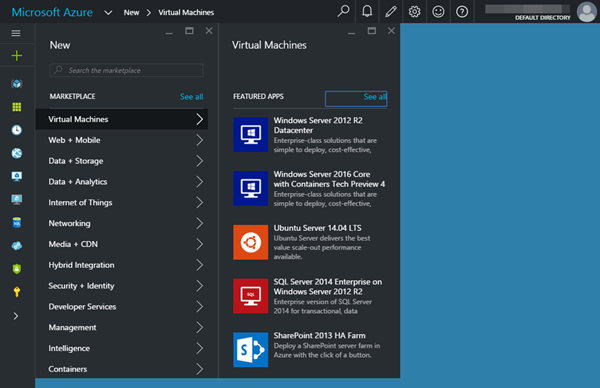 Microsoft Azure New > Virtual Machines
DEFAULT DIRECTORY
New
Search the marketplace
MARKETPLACE See all
Virtual Machines
Web + Mobile
Data + Storage
Data + Analytics
Internet of Things
Networking
Media + CDN
Hybrid Integration
Security + Identity
Developer Services
Management
Intelligence
Containers
Virtual Machines
FEATURED APPS See all
Windows Server 2012 R2
Datacenter
Enterprise-class solutions that are
simple to deploy, cost-effective,
Windows Server 2016 Core
with Containers Tech Preview 4
Enterprise-class solutions that are
simple to deploy, cost-effective,
Ubuntu Server 14.04 LTS
Ubuntu Server delivers the best
value scale-out performance
available.
SQL
SQL Server 2014 Enterprise on
Windows Server 2012 R2
Enterprise version of SQL Server
2014 for transactional, data
S
SharePoint 2013 HA Farm
Deploy a SharePoint server farm in
Azure with the click of a button.